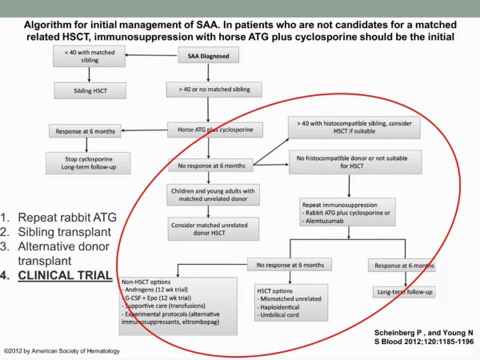 Algorithm for initial management of SAA. In patients who are not candidates for a matched
related HSCT, immunosuppression with horse ATG plus cyclosporine should be the initial
< 40 with matched
sibling
SAA Diagnosed
Sibling HSCT
> 40 or no matched sibling
Response at 6 months
Horse ATG + cyclosporine
> 40 with histocompatible sibling, consider
HSCT if suitable
Stop cyclosporine
Long-term follow-up
No response at 6 months
No histocompatible donor or not suitable
for HSCT
Children and young adults with
matched unrelated donor
Repeat immunosuppression
- Rabbit ATG plus cyclosporine or
- Alemtuzumab
Consider matched unrelated
donor HSCT
1. Repeat rabbit ATG
2. Sibling transplant
3. Alternative donor
transplant
4. CLINICAL TRIAL
No response at 6 months
Response at 6 months
Non-HSCT options
- Androgens (12 wk trial)
- G-CSF + Epo (12 wk trial)
- Supportive care (transfusions)
- Experimental protocols (alternative
immunosuppressants, eltrombopag)
HSCT options
- Mismatched unrelated
- Haploidentical
- Umbilical cord
Long-term follow-up
Scheinberg P , and Young N
S Blood 2012;120:1185-1196
©2012 by American Society of Hematology